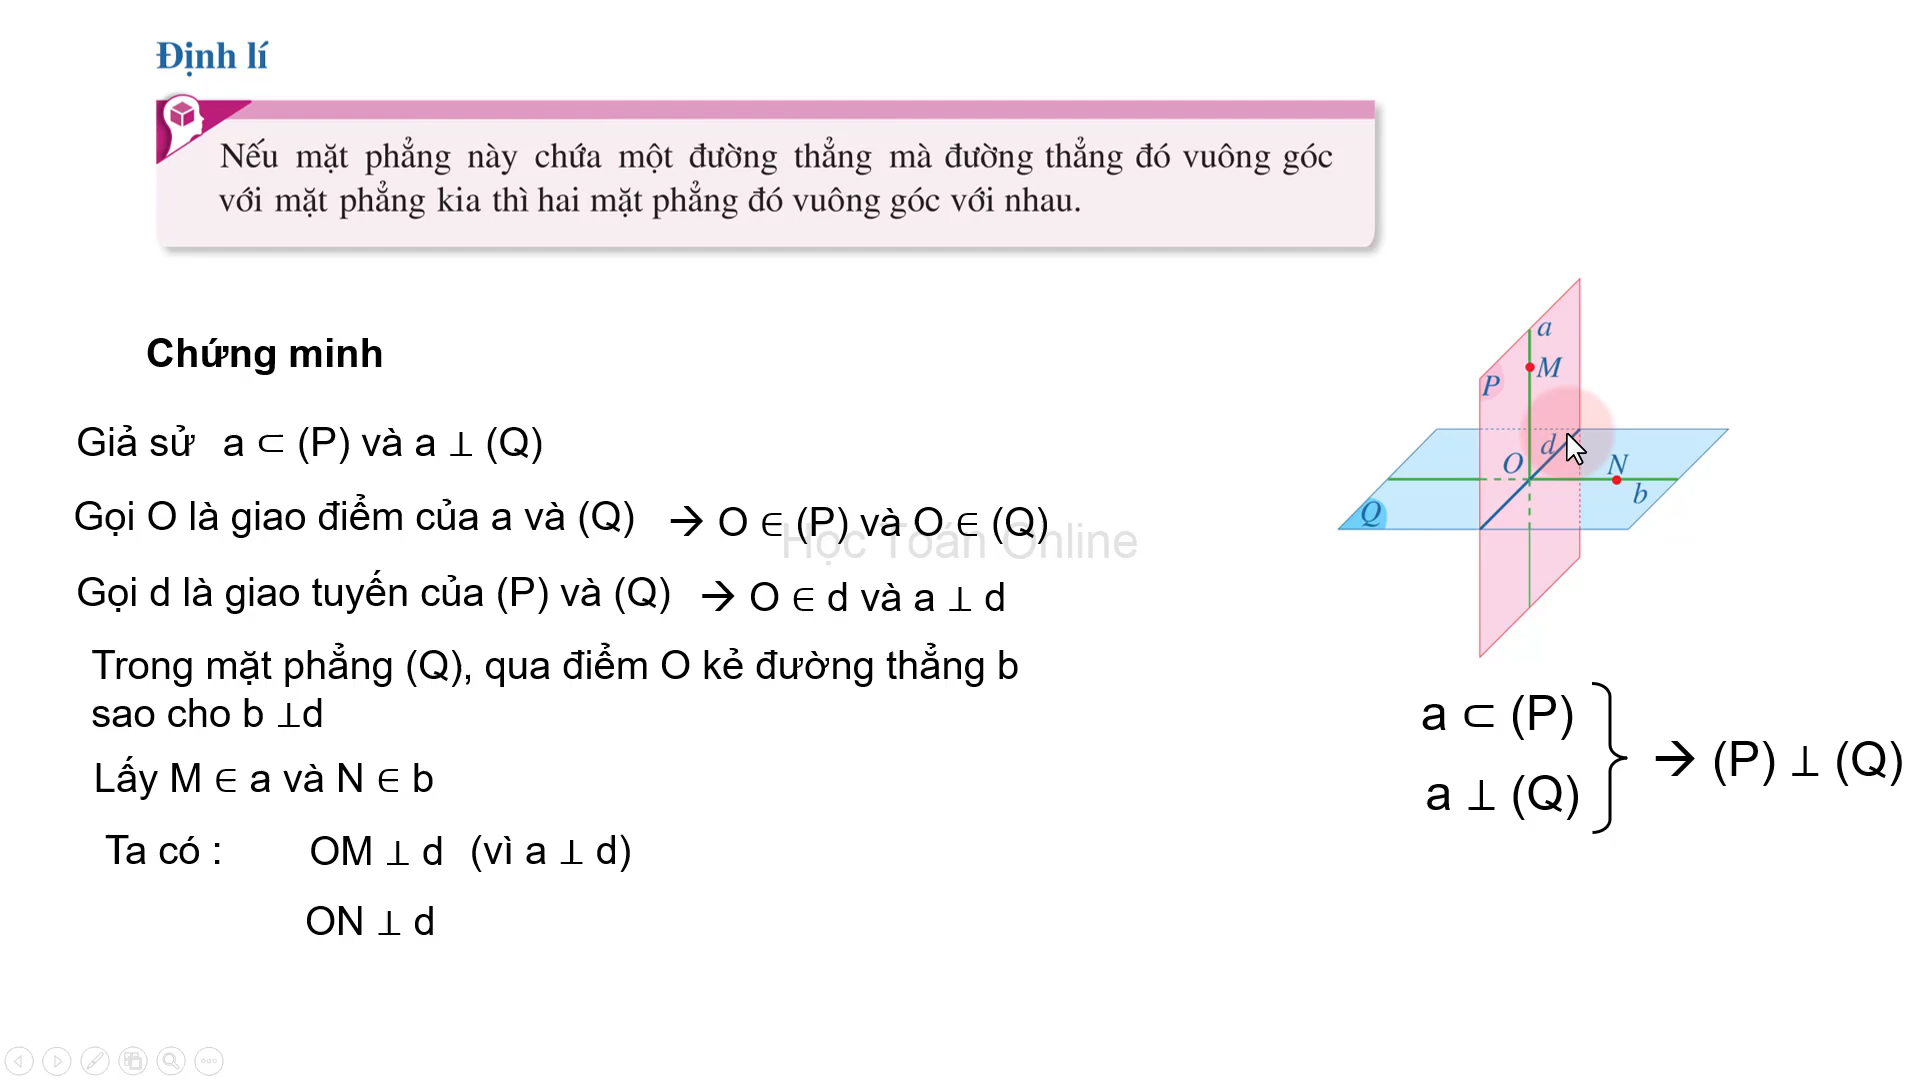 Định lí
Nếu mặt phẳng này chứa một đường thẳng mà đường thẳng đó vuông góc
với mặt phẳng kia thì hai mặt phẳng đó vuông góc với nhau.
Chứng minh
Giả sử a ⊂ (P) và a ⊥ (Q)
Gọi O là giao điểm của a và (Q) → O ∈ (P) và O ∈ (Q)
Học Toán Online
Gọi d là giao tuyến của (P) và (Q) → O ∈ d và a ⊥ d
Trong mặt phẳng (Q), qua điểm O kẻ đường thẳng b
sao cho b ⊥d
Lấy M ∈ a và N ∈ b
Ta có : OM ⊥ d (vì a ⊥ d)
ON ⊥ d
a
M
P
d
O
N
b
Q
a ⊂ (P)
a ⊥ (Q)
→ (P) ⊥ (Q)